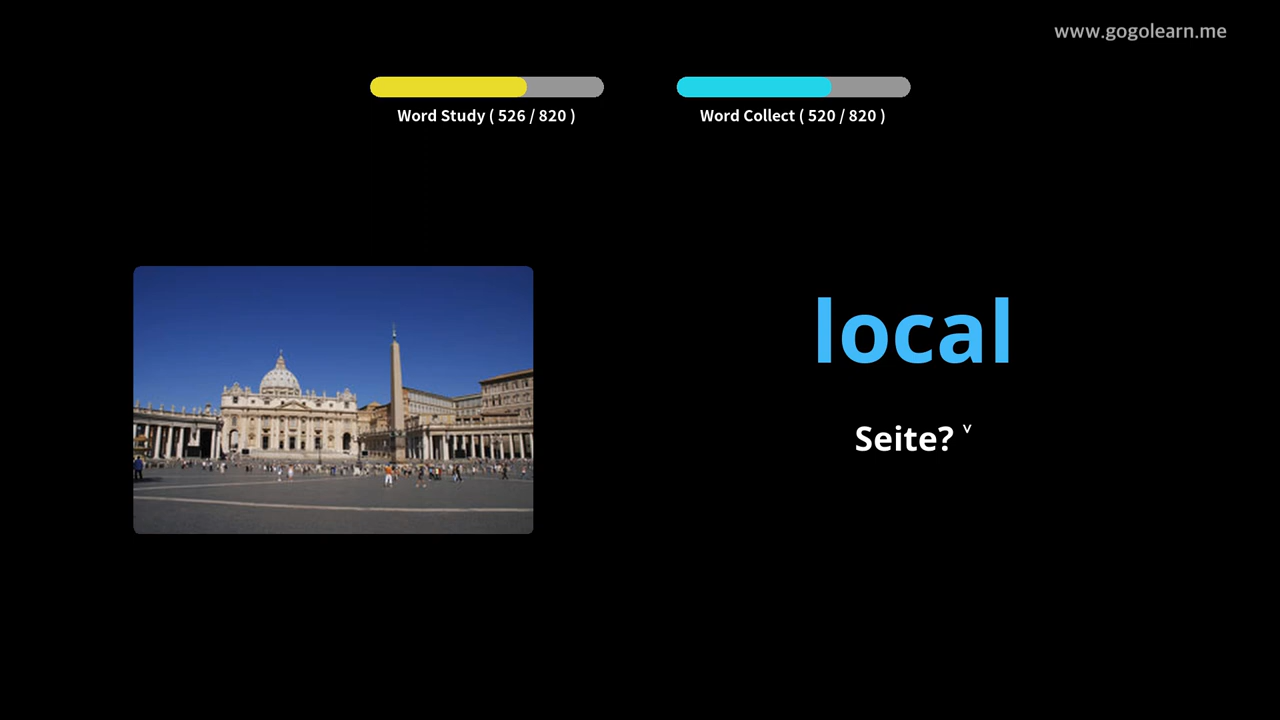 www.gogolearn.me
Word Study ( 526 / 820 )
Word Collect ( 520 / 820 )
local
Seite? ᵛ